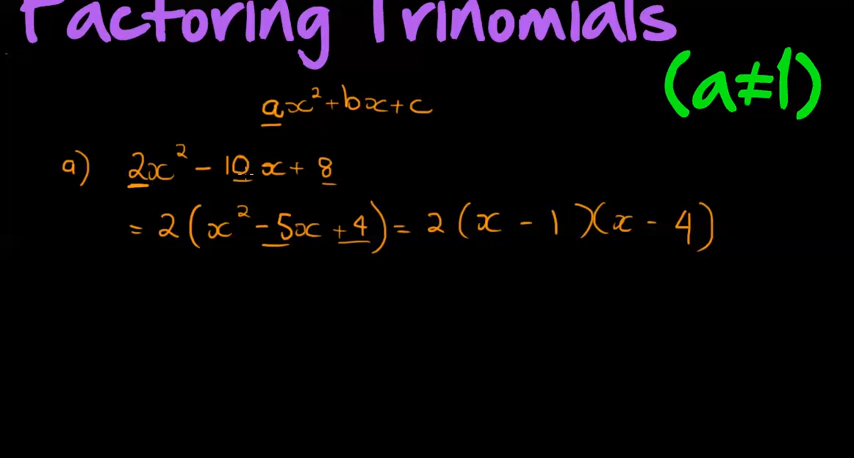 Factoring Trinomials
(a≠1)
ax²+bx+c
a) 2x² - 10x + 8
= 2(x² - 5x + 4) = 2(x - 1)(x - 4)